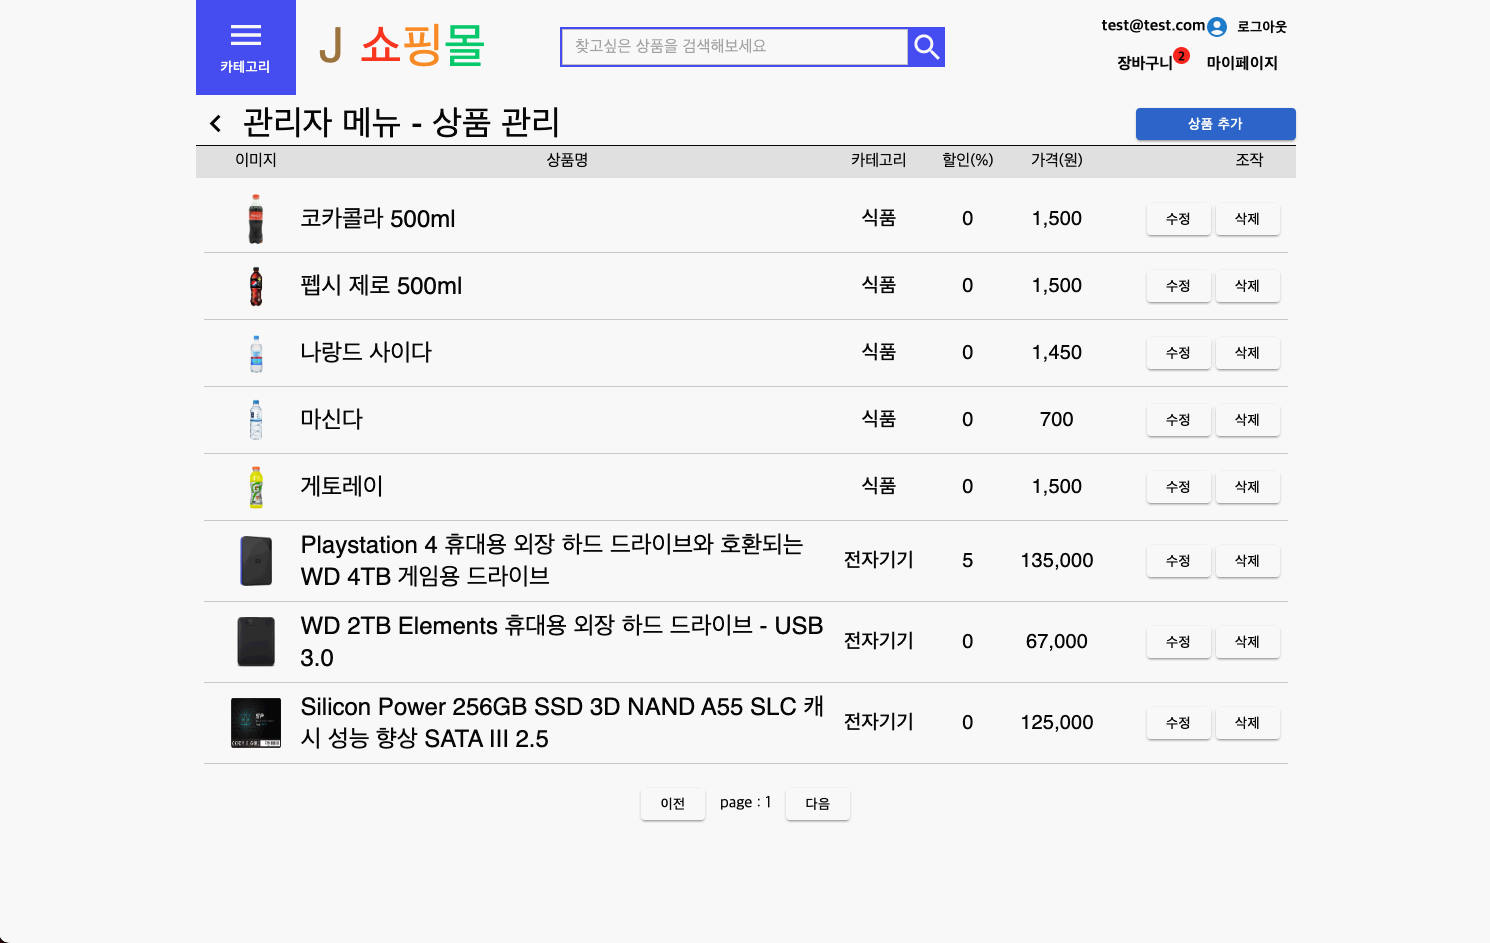 카테고리
J 쇼핑몰
찾고싶은 상품을 검색해보세요
test@test.com 로그아웃
장바구니 2 마이페이지
관리자 메뉴 - 상품 관리
상품 추가
이미지 상품명 카테고리 할인(%) 가격(원) 조작
코카콜라 500ml 식품 0 1,500 수정 삭제
펩시 제로 500ml 식품 0 1,500 수정 삭제
나랑드 사이다 식품 0 1,450 수정 삭제
마신다 식품 0 700 수정 삭제
게토레이 식품 0 1,500 수정 삭제
Playstation 4 휴대용 외장 하드 드라이브와 호환되는
WD 4TB 게임용 드라이브
전자기기 5 135,000 수정 삭제
WD 2TB Elements 휴대용 외장 하드 드라이브 - USB
3.0
전자기기 0 67,000 수정 삭제
Silicon Power 256GB SSD 3D NAND A55 SLC 캐
시 성능 향상 SATA III 2.5
전자기기 0 125,000 수정 삭제
이전 page : 1 다음